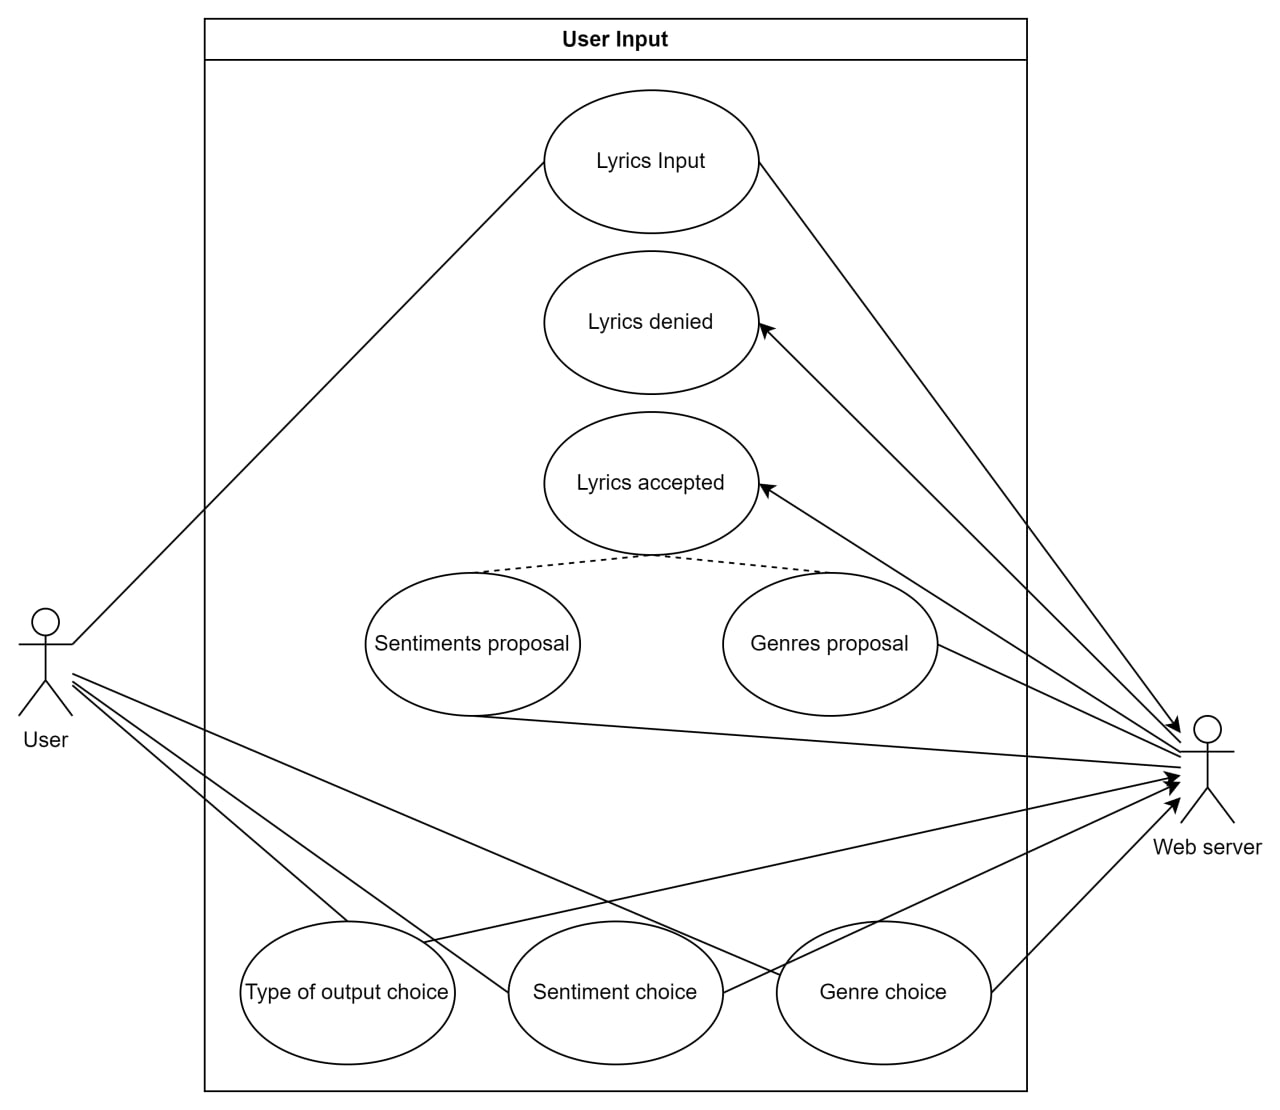 User Input
Lyrics Input
Lyrics denied
Lyrics accepted
Sentiments proposal
Genres proposal
User
Web server
Type of output choice
Sentiment choice
Genre choice